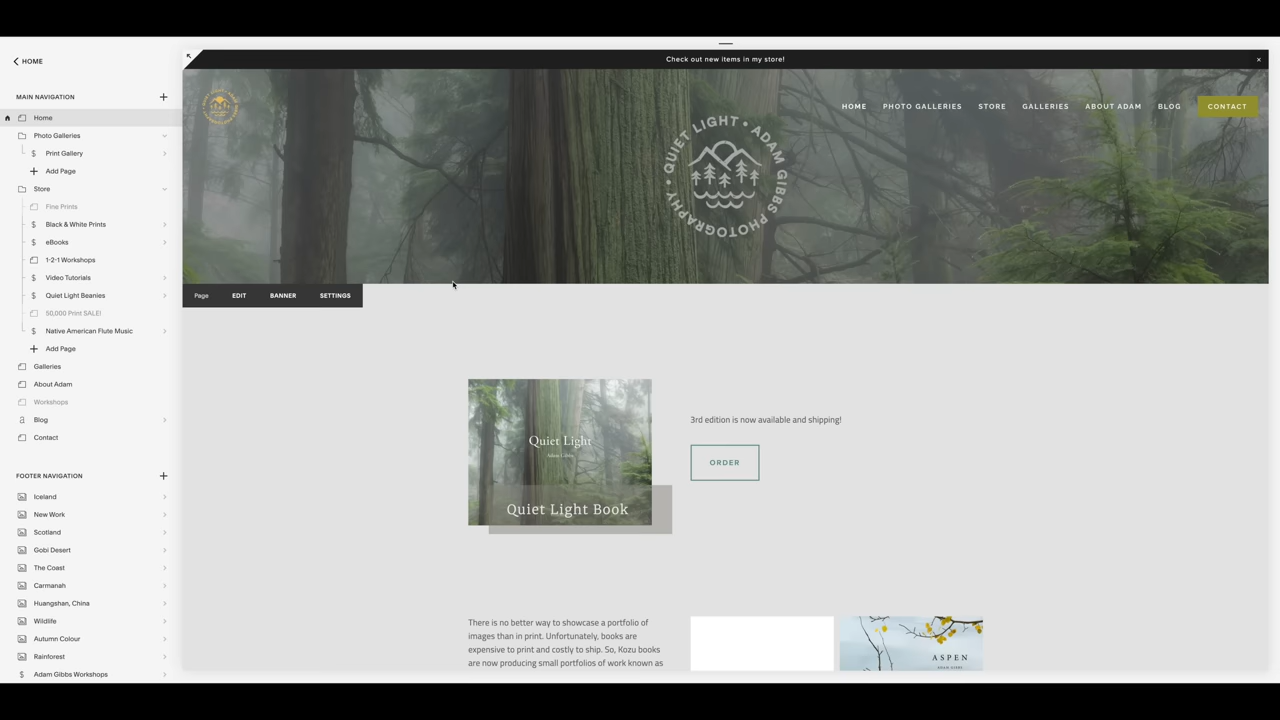 HOME
MAIN NAVIGATION
Home
Photo Galleries
$ Print Gallery
Add Page
Store
Fine Prints
$ Black & White Prints
$ eBooks
1-2-1 Workshops
$ Video Tutorials
$ Quiet Light Beanies
50,000 Print SALE!
$ Native American Flute Music
Add Page
Galleries
About Adam
Workshops
a Blog
Contact
FOOTER NAVIGATION
Iceland
New Work
Scotland
Gobi Desert
The Coast
Carmanah
Huangshan, China
Wildlife
Autumn Colour
Rainforest
$ Adam Gibbs Workshops
Check out new items in my store!
HOME PHOTO GALLERIES STORE GALLERIES ABOUT ADAM BLOG CONTACT
QUIET LIGHT • ADAM GIBBS PHOTOGRAPHY •
Page EDIT BANNER SETTINGS
Quiet Light
Adam Gibbs
Quiet Light Book
3rd edition is now available and shipping!
ORDER
There is no better way to showcase a portfolio of
images than in print. Unfortunately, books are
expensive to print and costly to ship. So, Kozu books
are now producing small portfolios of work known as
ASPEN
ADAM GIBBS